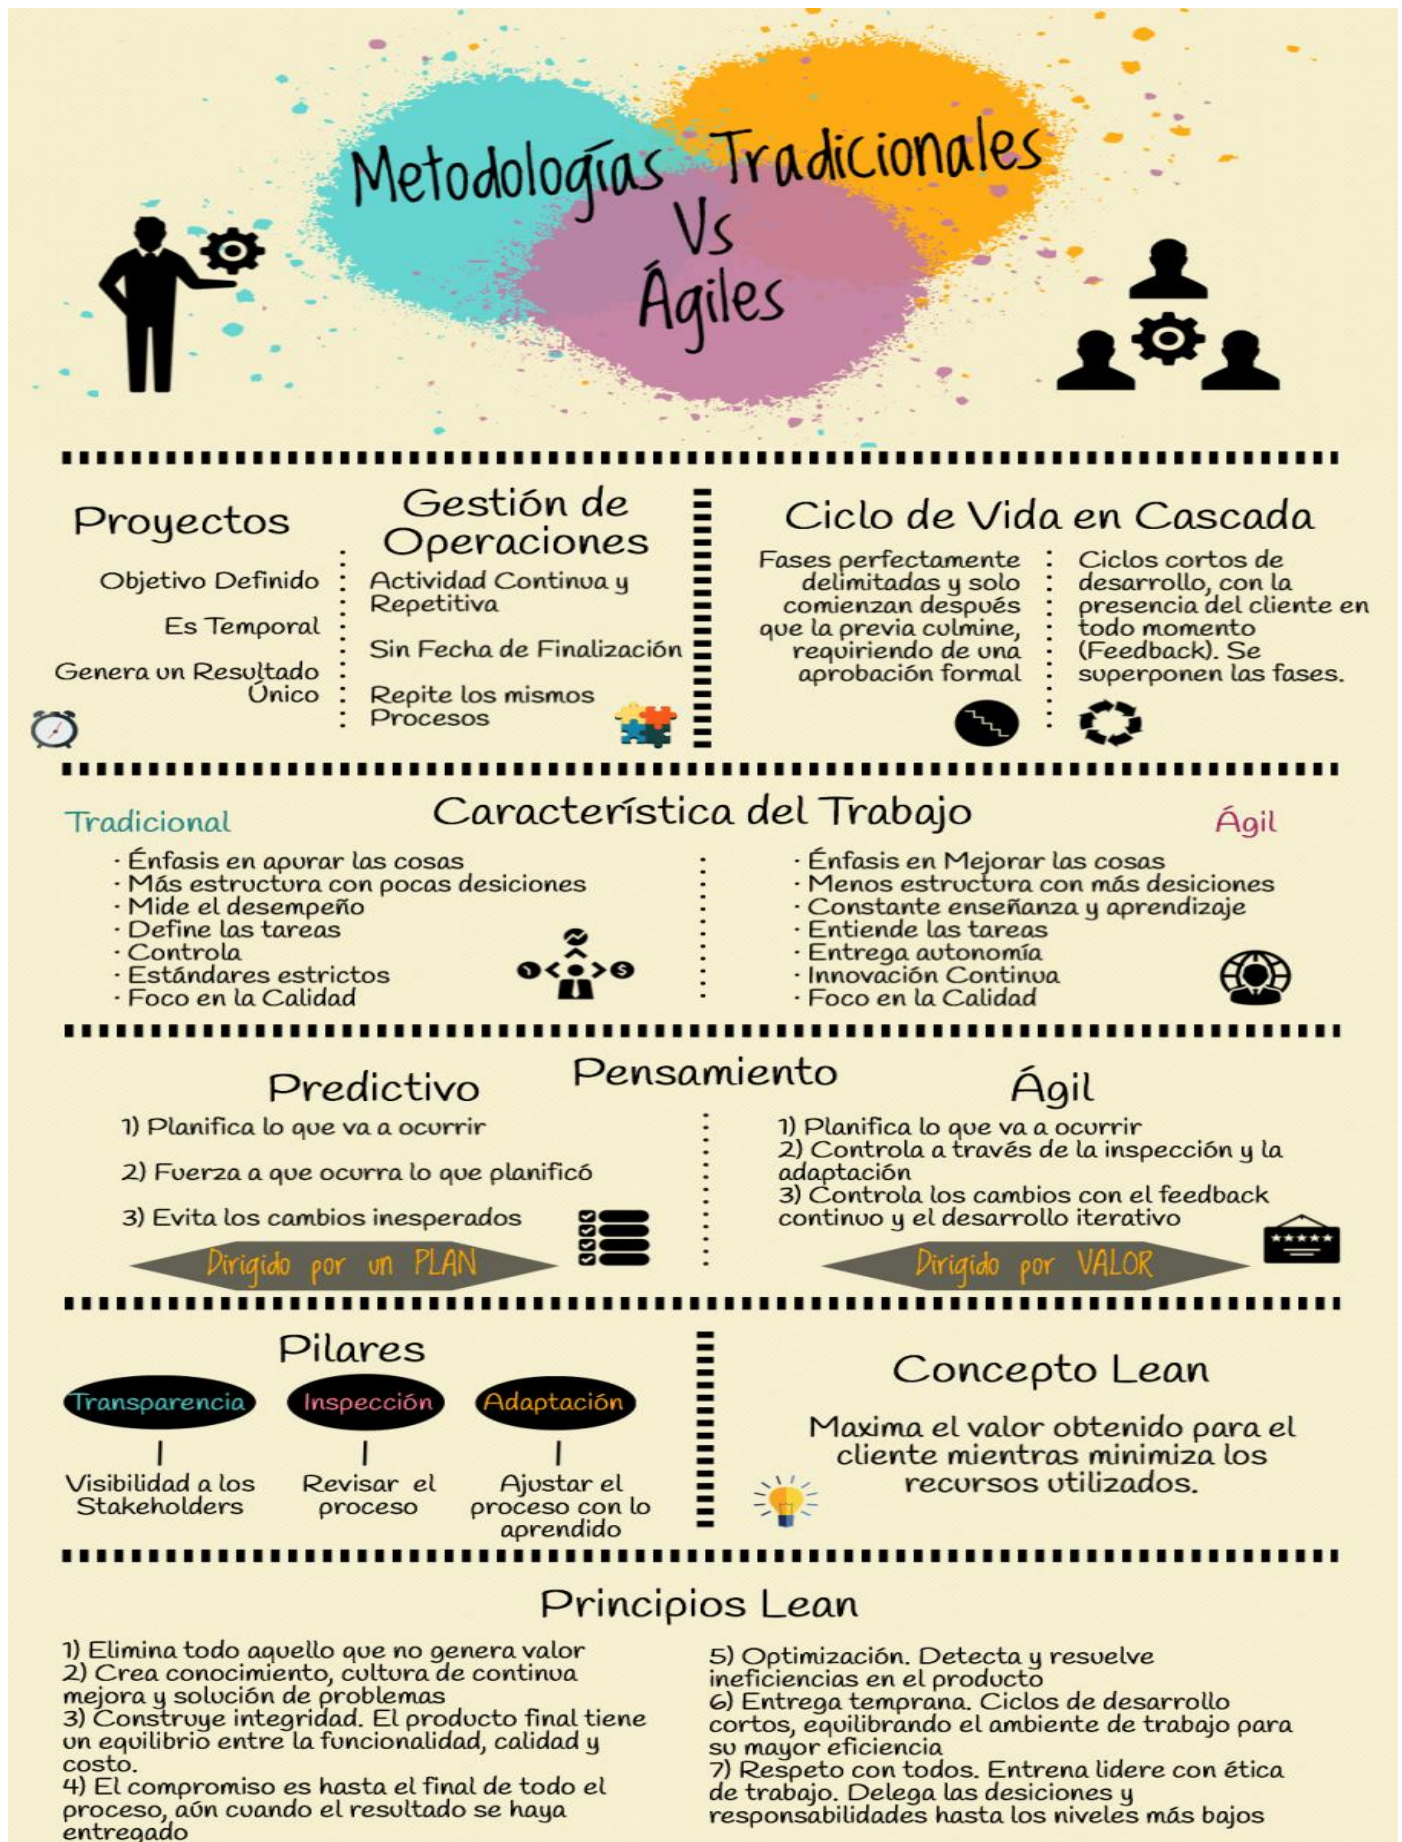 Metodologías Tradicionales
Vs
Ágiles
Proyectos
Objetivo Definido
Es Temporal
Genera un Resultado
Único
Gestión de
Operaciones
Actividad Continua y
Repetitiva
Sin Fecha de Finalización
Repite los mismos
Procesos
Ciclo de Vida en Cascada
Fases perfectamente
delimitadas y solo
comienzan después
que la previa culmine,
requiriendo de una
aprobación formal
Ciclos cortos de
desarrollo, con la
presencia del cliente en
todo momento
(Feedback). Se
superponen las fases.
Característica del Trabajo
Tradicional
· Énfasis en apurar las cosas
· Más estructura con pocas desiciones
· Mide el desempeño
· Define las tareas
· Controla
· Estándares estrictos
· Foco en la Calidad
Ágil
· Énfasis en Mejorar las cosas
· Menos estructura con más desiciones
· Constante enseñanza y aprendizaje
· Entiende las tareas
· Entrega autonomía
· Innovación Continua
· Foco en la Calidad
Pensamiento
Predictivo
1) Planifica lo que va a ocurrir
2) Fuerza a que ocurra lo que planificó
3) Evita los cambios inesperados
Dirigido por un PLAN
Ágil
1) Planifica lo que va a ocurrir
2) Controla a través de la inspección y la
adaptación
3) Controla los cambios con el feedback
continuo y el desarrollo iterativo
Dirigido por VALOR
Pilares
Transparencia
Visibilidad a los
Stakeholders
Inspección
Revisar el
proceso
Adaptación
Ajustar el
proceso con lo
aprendido
Concepto Lean
Maxima el valor obtenido para el
cliente mientras minimiza los
recursos utilizados.
Principios Lean
1) Elimina todo aquello que no genera valor
2) Crea conocimiento, cultura de continua
mejora y solución de problemas
3) Construye integridad. El producto final tiene
un equilibrio entre la funcionalidad, calidad y
costo.
4) El compromiso es hasta el final de todo el
proceso, aún cuando el resultado se haya
entregado
5) Optimización. Detecta y resuelve
ineficiencias en el producto
6) Entrega temprana. Ciclos de desarrollo
cortos, equilibrando el ambiente de trabajo para
su mayor eficiencia
7) Respeto con todos. Entrena lidere con ética
de trabajo. Delega las desiciones y
responsabilidades hasta los niveles más bajos